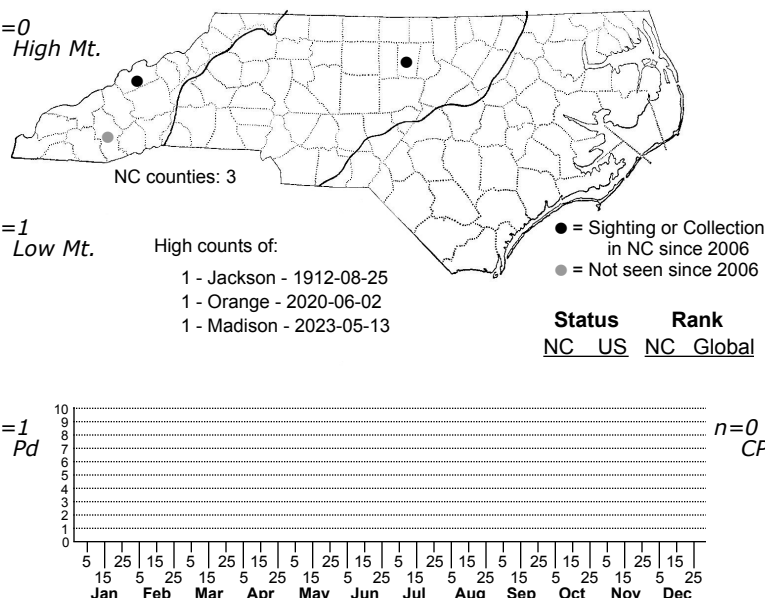 =0
High Mt.
NC counties: 3
=1
Low Mt.
High counts of:
1 - Jackson - 1912-08-25
1 - Orange - 2020-06-02
1 - Madison - 2023-05-13
= Sighting or Collection
in NC since 2006
= Not seen since 2006
Status Rank
NC US NC Global
=1
Pd
n=0
CP
10
9
8
7
6
5
4
3
2
1
0
5 25 15 5 25 15 5 25 15 5 25 15 5 25 15 5 25 15
15 5 25 15 5 25 15 5 25 15 5 25 15 5 25 15 5 25
Jan Feb Mar Apr May Jun Jul Aug Sep Oct Nov Dec